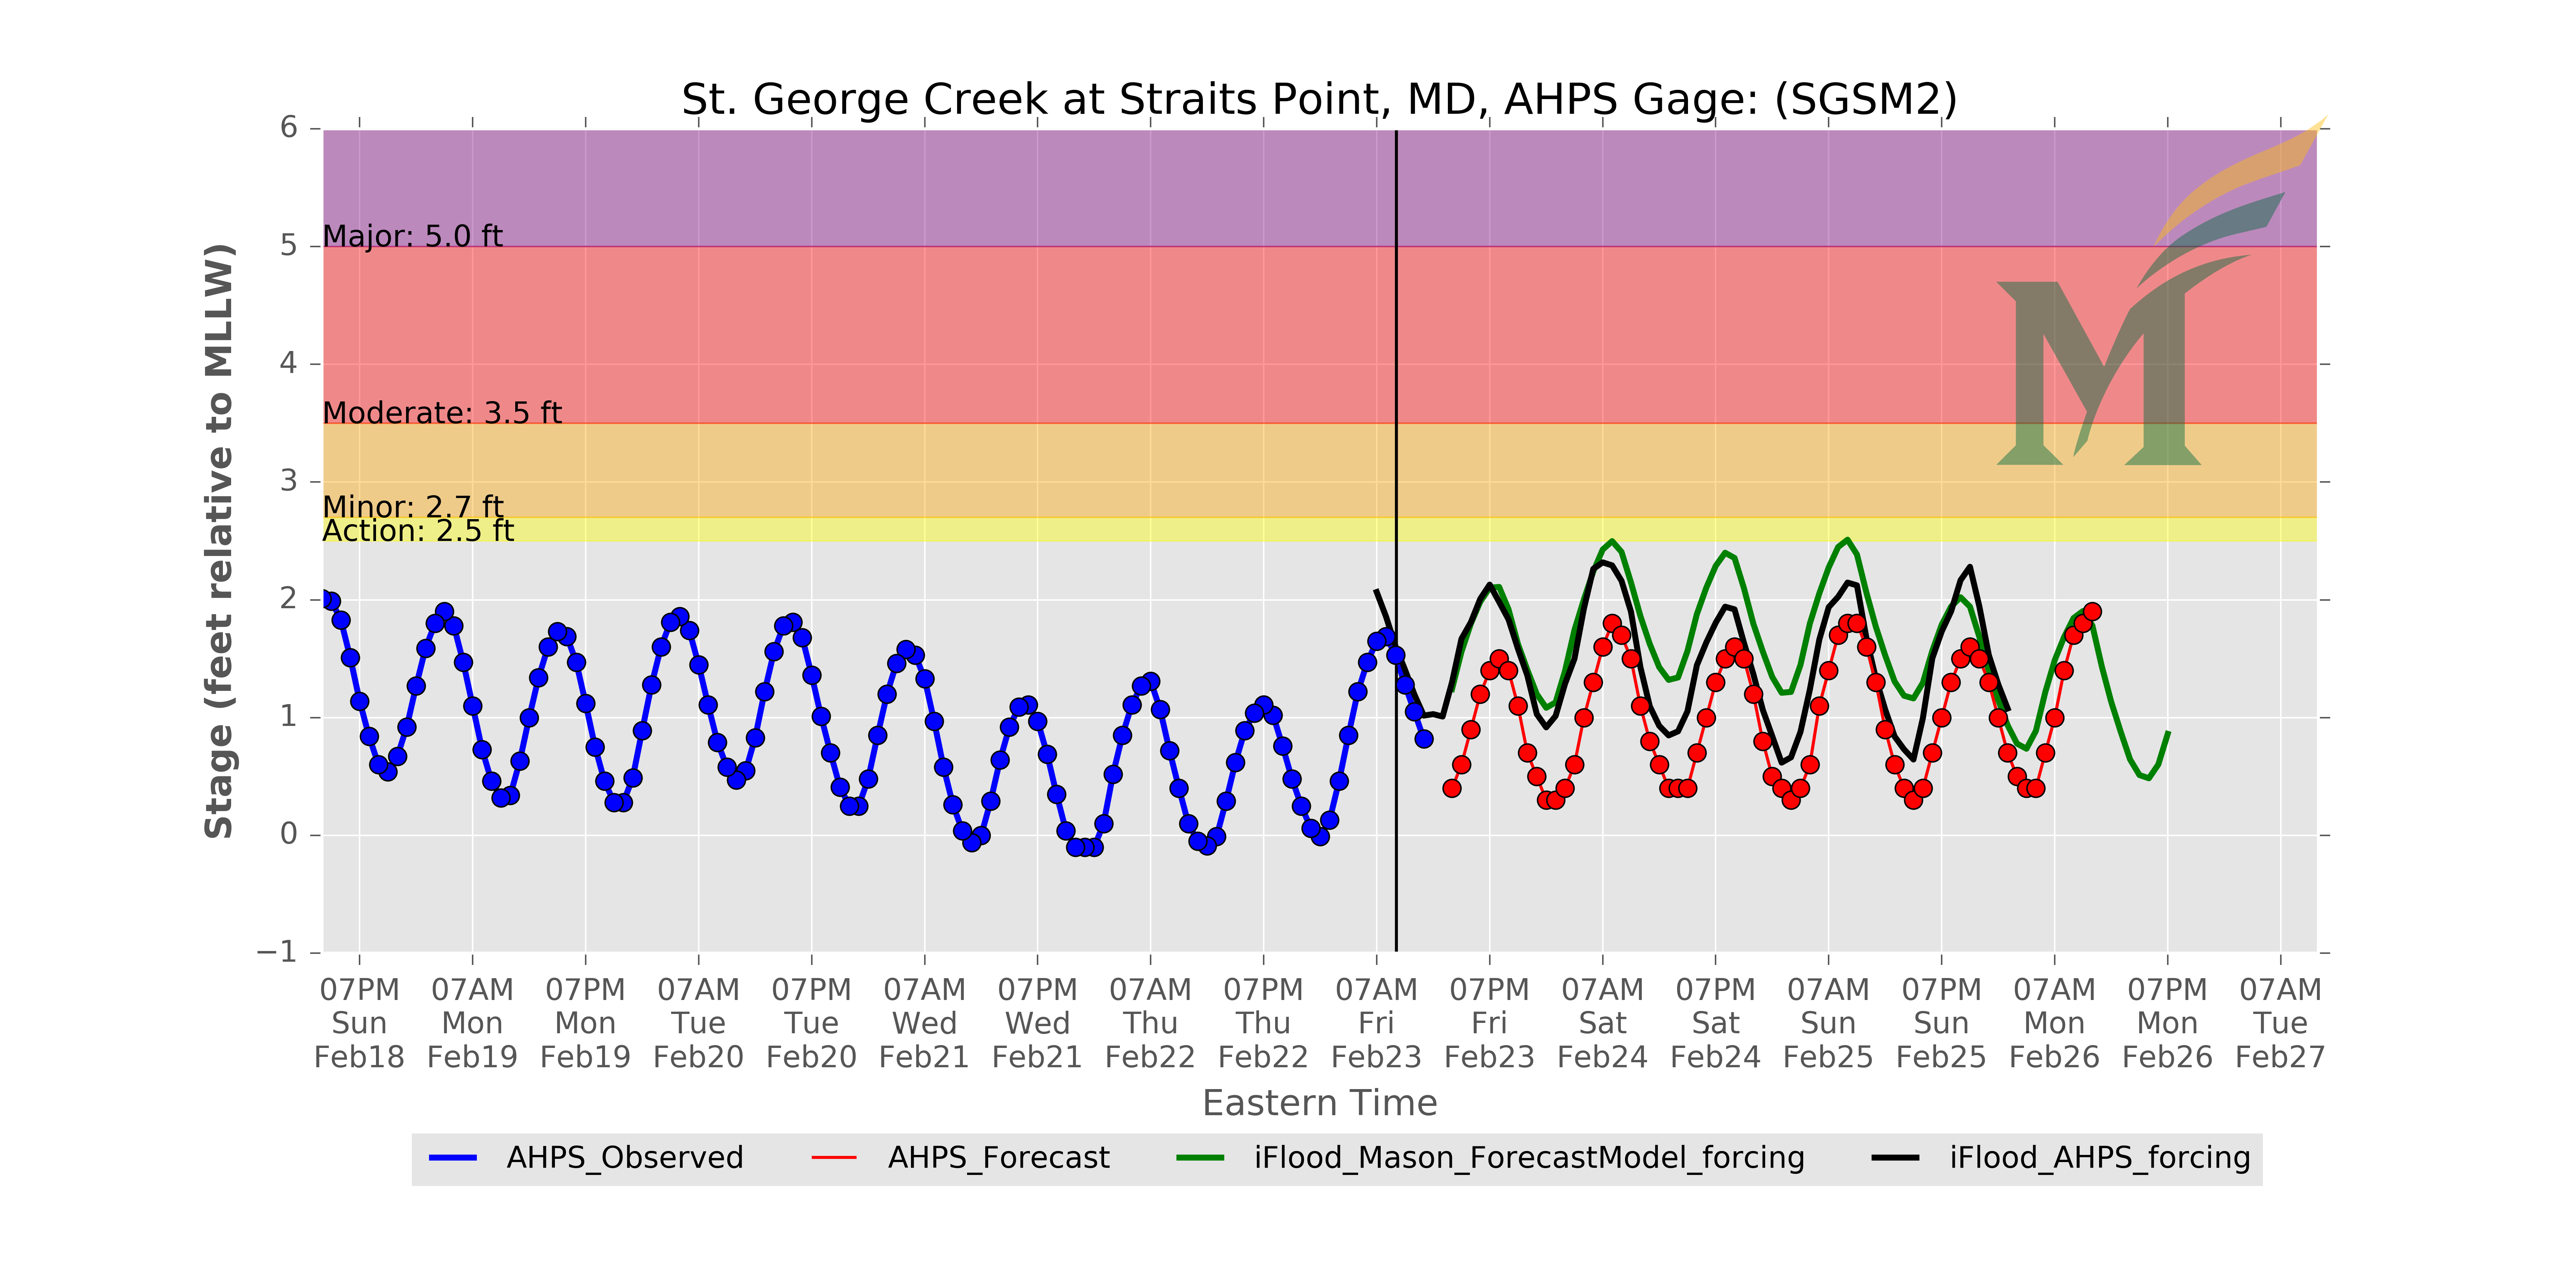 St. George Creek at Straits Point, MD, AHPS Gage: (SGSM2)
Stage (feet relative to MLLW)
6
5
4
3
2
1
0
−1
Major: 5.0 ft
Moderate: 3.5 ft
Minor: 2.7 ft
Action: 2.5 ft
M
07PM 07AM 07PM 07AM 07PM 07AM 07PM 07AM 07PM 07AM 07PM 07AM 07PM 07AM 07PM 07AM 07PM 07AM
Sun Mon Mon Tue Tue Wed Wed Thu Thu Fri Fri Sat Sat Sun Sun Mon Mon Tue
Feb18 Feb19 Feb19 Feb20 Feb20 Feb21 Feb21 Feb22 Feb22 Feb23 Feb23 Feb24 Feb24 Feb25 Feb25 Feb26 Feb26 Feb27
Eastern Time
AHPS_Observed AHPS_Forecast iFlood_Mason_ForecastModel_forcing iFlood_AHPS_forcing